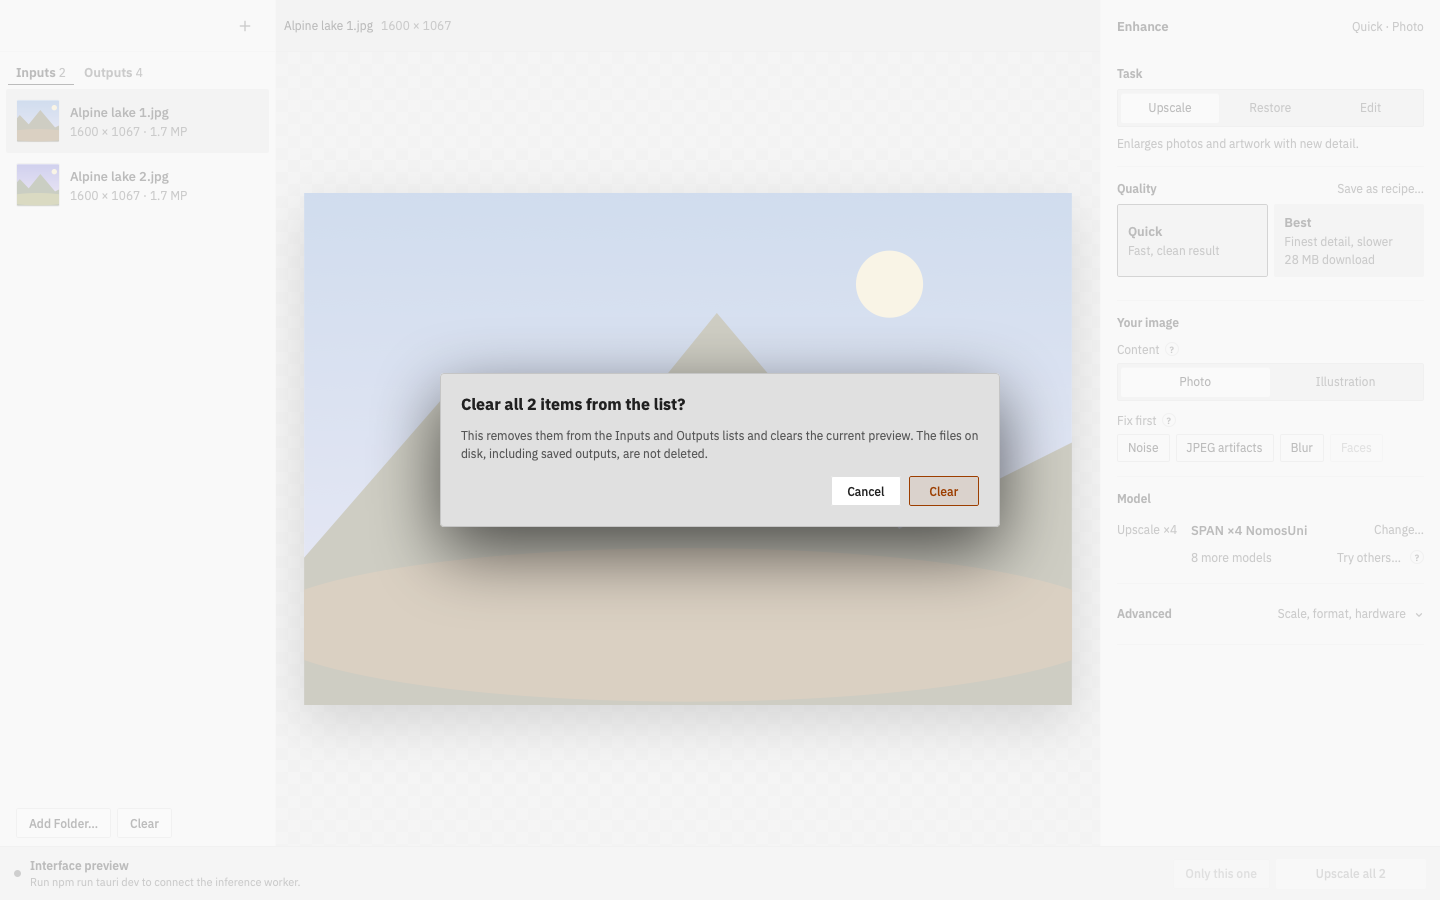 Alpine lake 1.jpg 1600 × 1067
Enhance
Quick · Photo
Inputs 2
Outputs 4
Alpine lake 1.jpg
1600 × 1067 · 1.7 MP
Alpine lake 2.jpg
1600 × 1067 · 1.7 MP
Add Folder...
Clear
Clear all 2 items from the list?
This removes them from the Inputs and Outputs lists and clears the current preview. The files on
disk, including saved outputs, are not deleted.
Cancel
Clear
Task
Upscale
Restore
Edit
Enlarges photos and artwork with new detail.
Quality
Save as recipe...
Quick
Fast, clean result
Best
Finest detail, slower
28 MB download
Your image
Content ?
Photo
Illustration
Fix first ?
Noise
JPEG artifacts
Blur
Faces
Model
Upscale ×4
SPAN ×4 NomosUni
Change...
8 more models
Try others... ?
Advanced
Scale, format, hardware
Interface preview
Run npm run tauri dev to connect the inference worker.
Only this one
Upscale all 2